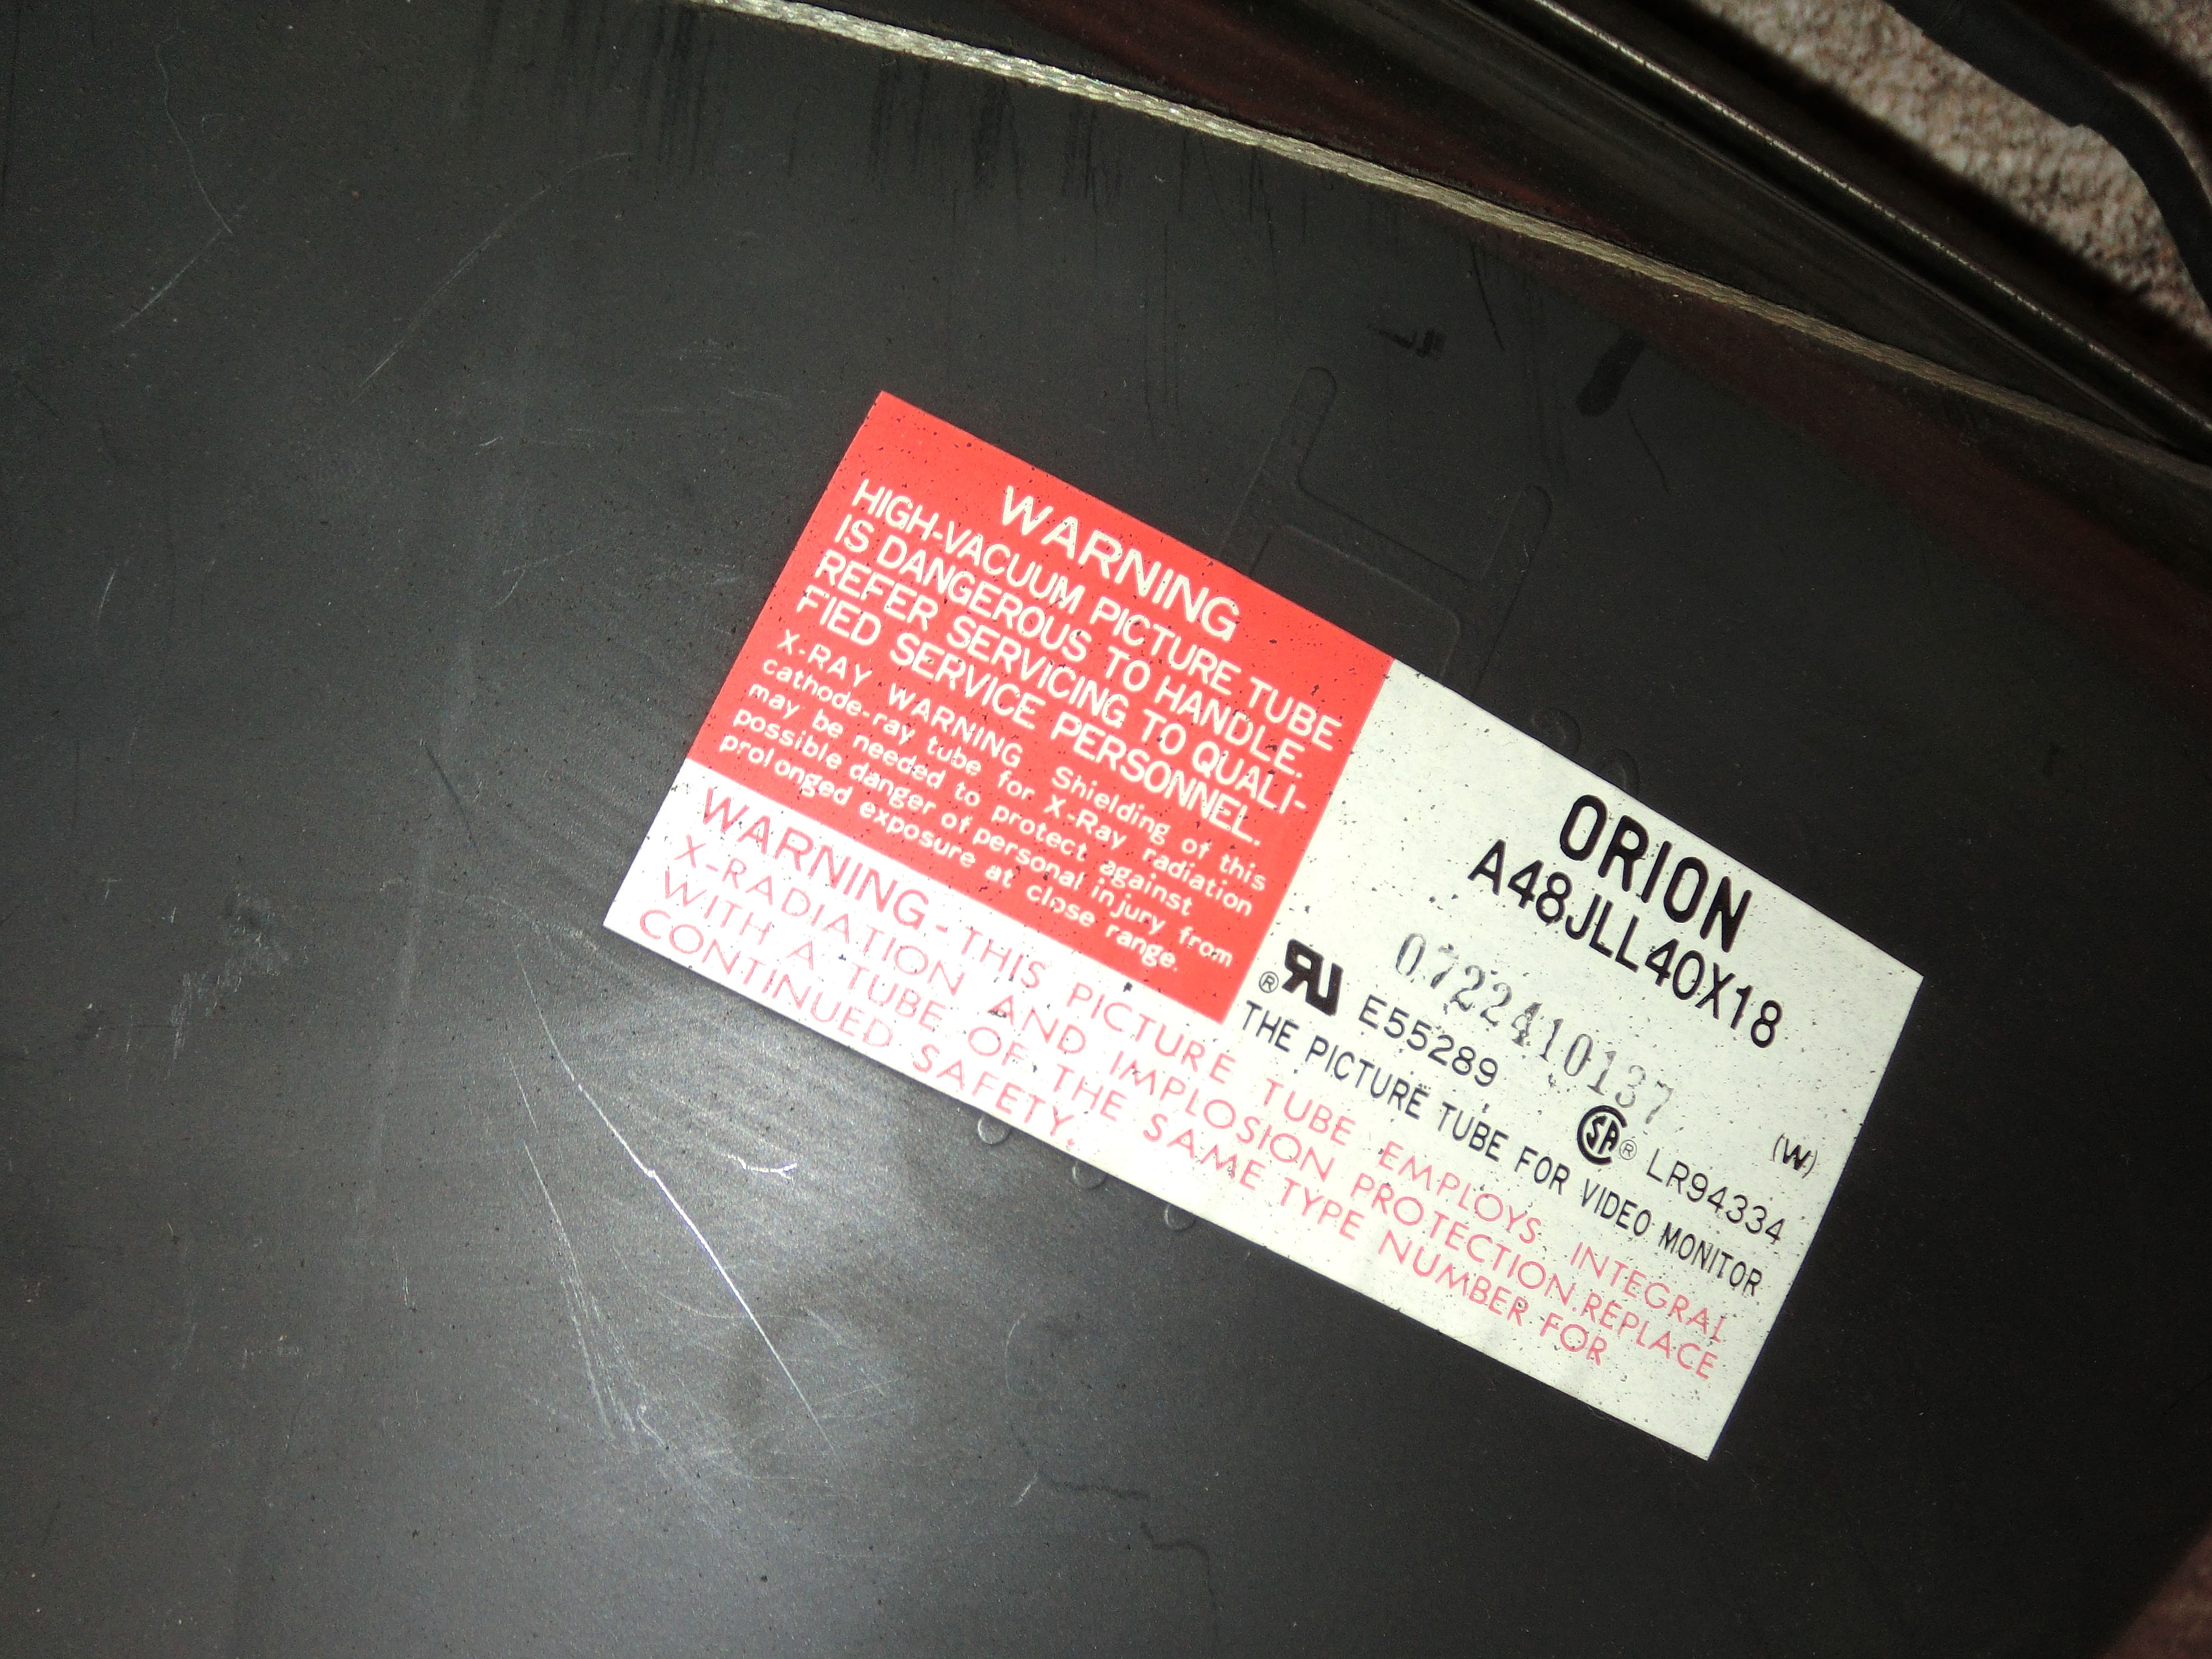 WARNING
HIGH-VACUUM PICTURE TUBE
IS DANGEROUS TO HANDLE.
REFER SERVICING TO QUALI-
FIED SERVICE PERSONNEL.
X-RAY WARNING Shielding of this
cathode-ray tube for X-Ray radiation
may be needed to protect against
possible danger of personal injury from
prolonged exposure at close range.
ORION
A48JLL40X18
0722410137
(W)
®RU E55289 SA® LR94334
THE PICTURE TUBE FOR VIDEO MONITOR
WARNING-THIS PICTURE TUBE EMPLOYS INTEGRAL
X-RADIATION AND IMPLOSION PROTECTION.REPLACE
WITH A TUBE OF THE SAME TYPE NUMBER FOR
CONTINUED SAFETY.